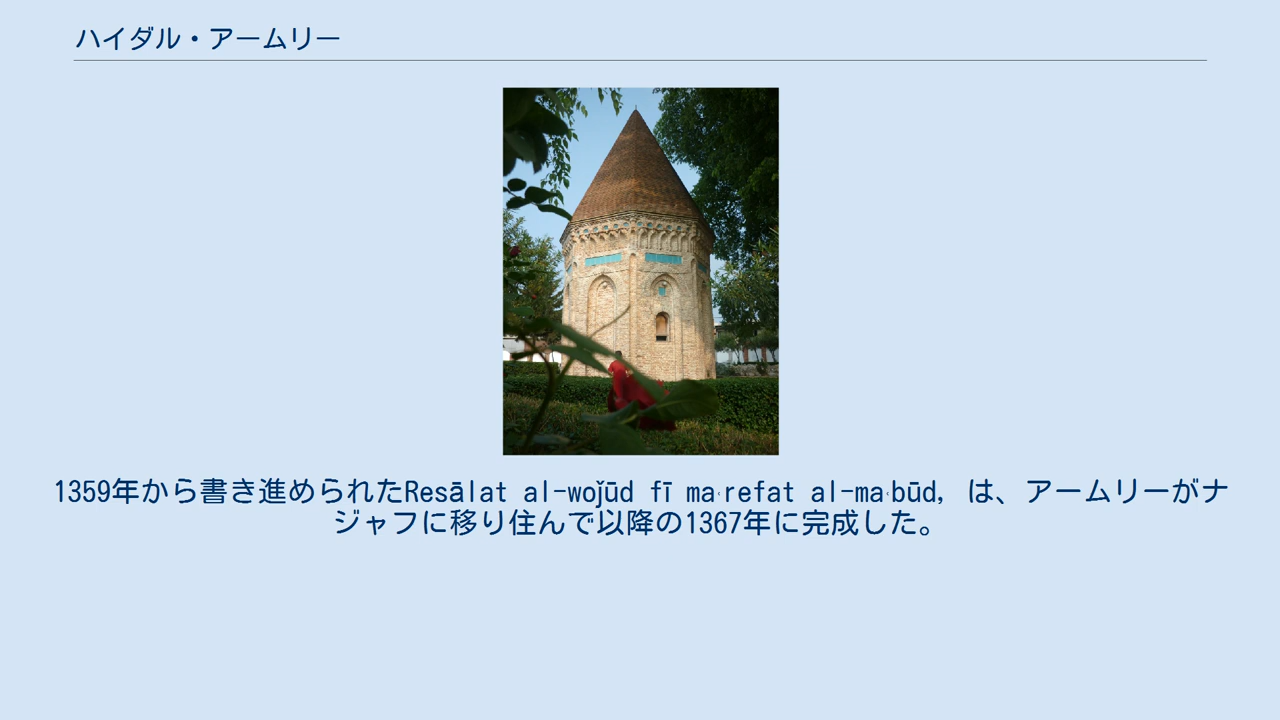 ハイダル・アームリー
1359年から書き進められたResālat al-woǰūd fī maʿrefat al-maʿbūd, は、アームリーがナ
ジャフに移り住んで以降の1367年に完成した。